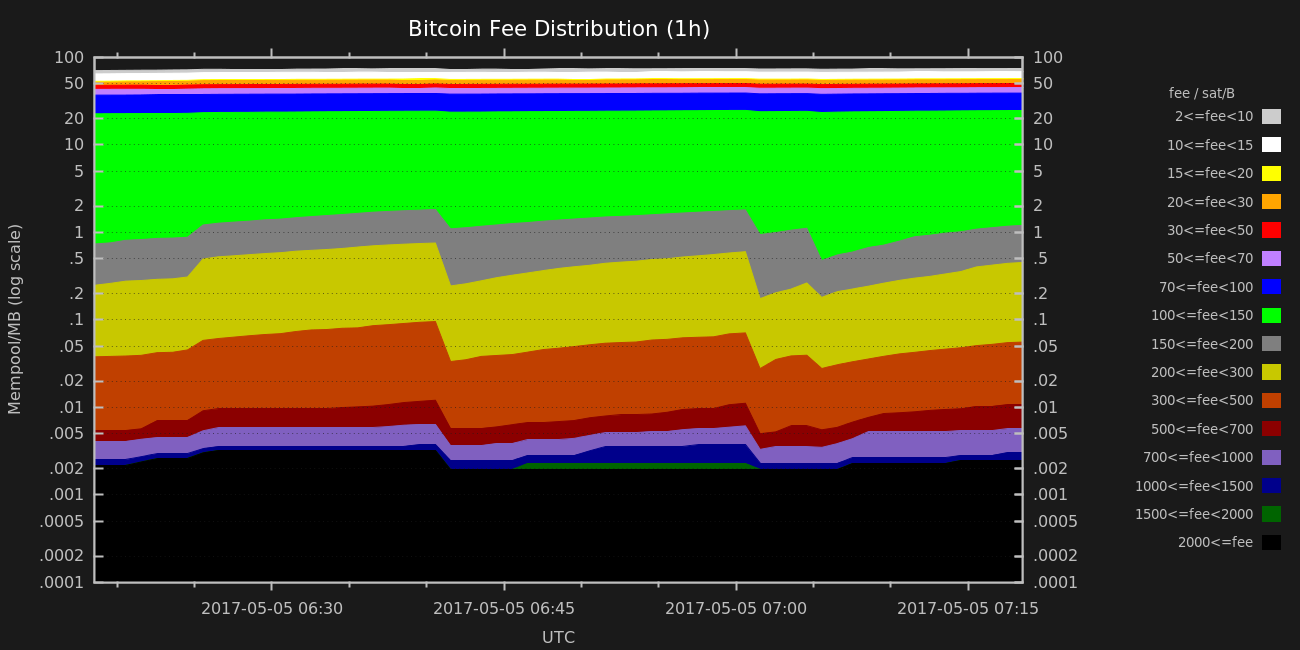 Bitcoin Fee Distribution (1h)
100
50
20
10
5
2
1
.5
.2
.1
.05
.02
.01
.005
.002
.001
.0005
.0002
.0001
Mempool/MB (log scale)
100
50
20
10
5
2
1
.5
.2
.1
.05
.02
.01
.005
.002
.001
.0005
.0002
.0001
2017-05-05 06:30
2017-05-05 06:45
2017-05-05 07:00
2017-05-05 07:15
UTC
fee / sat/B
2<=fee<10
10<=fee<15
15<=fee<20
20<=fee<30
30<=fee<50
50<=fee<70
70<=fee<100
100<=fee<150
150<=fee<200
200<=fee<300
300<=fee<500
500<=fee<700
700<=fee<1000
1000<=fee<1500
1500<=fee<2000
2000<=fee